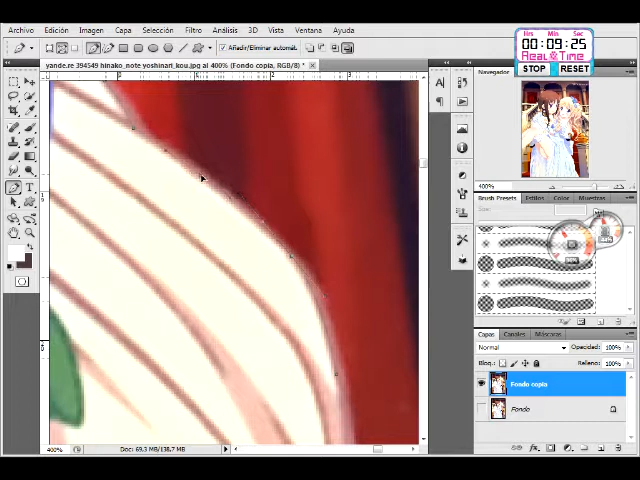 Archivo Edición Imagen Capa Selección Filtro Análisis 3D Vista Ventana Ayuda
Hrs Min Sec
00:09:25
Real Time
STOP RESET
Añadir/Eliminar automát.
yande.re 394549 hinako_note yoshinari_kou.jpg al 400% (Fondo copia, RGB/8) *
Navegador
400%
Brush Presets Estilos Color Muestras
Capas Canales Máscaras
Normal Opacidad: 100%
Bloq.: Relleno: 100%
Fondo copia
Fondo
400% Doc: 69,3 MB/138,7 MB